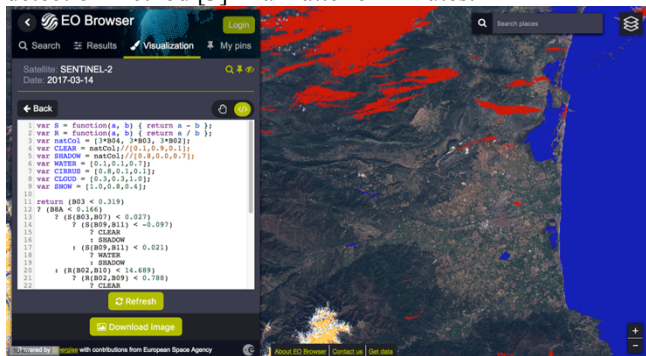 EO Browser
Login
Search Results Visualization My pins
Search places
Satellite: SENTINEL-2
Date: 2017-03-14
Back
1 var S = function(a, b) { return a - b };
2 var R = function(a, b) { return a / b };
3 var natCol = [3*B04, 3*B03, 3*B02];
4 var CLEAR = natCol;//[0.1,0.9,0.1];
5 var SHADOW = natCol;//[0.8,0.0,0.7];
6 var WATER = [0.1,0.1,0.7];
7 var CIRRUS = [0.8,0.1,0.1];
8 var CLOUD = [0.3,0.3,1.0];
9 var SNOW = [1.0,0.8,0.4];
10
11 return (B03 < 0.319)
12 ? (B8A < 0.166)
13 ? (S(B03,B07) < 0.027)
14 ? (S(B09,B11) < -0.097)
15 ? CLEAR
16 : SHADOW
17 : (S(B09,B11) < 0.021)
18 ? WATER
19 : SHADOW
20 : (R(B02,B10) < 14.689)
21 ? (R(B02,B09) < 0.788)
22 ? CLEAR
Refresh
Download image
with contributions from European Space Agency
About EO Browser Contact us Get data